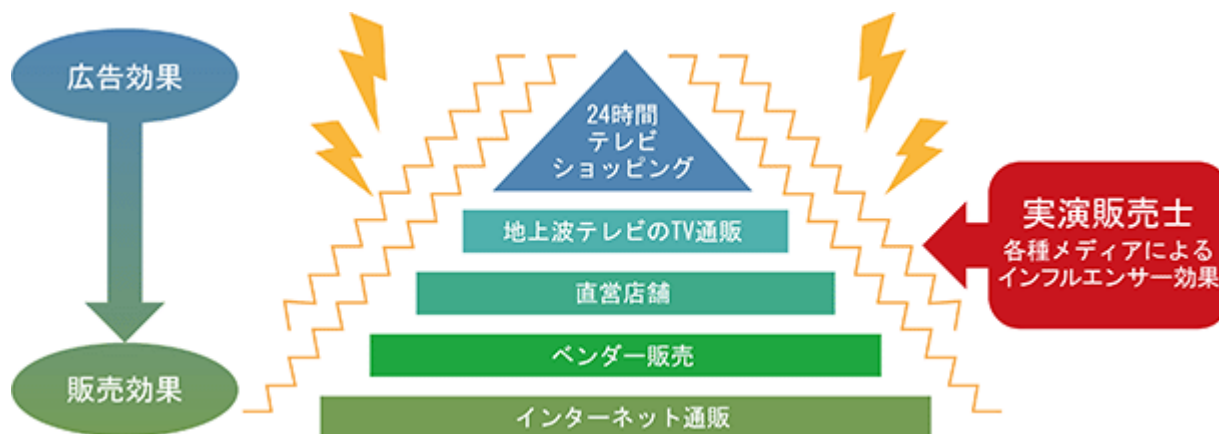 広告効果
販売効果
24時間
テレビ
ショッピング
地上波テレビのTV通販
直営店舗
ベンダー販売
インターネット通販
実演販売士
各種メディアによる
インフルエンサー効果